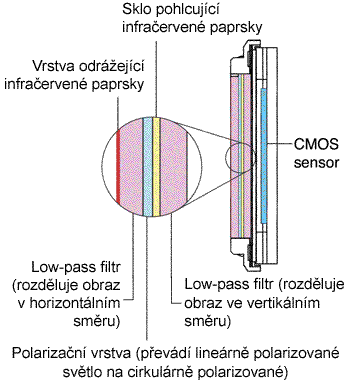 Sklo pohlcující
infračervené paprsky
Vrstva odrážející
infračervené paprsky
CMOS
sensor
Low-pass filtr
(rozděluje obraz
v horizontálním
směru)
Low-pass filtr (rozděluje
obraz ve vertikálním
směru)
Polarizační vrstva (převádí lineárně polarizované
světlo na cirkulárně polarizované)